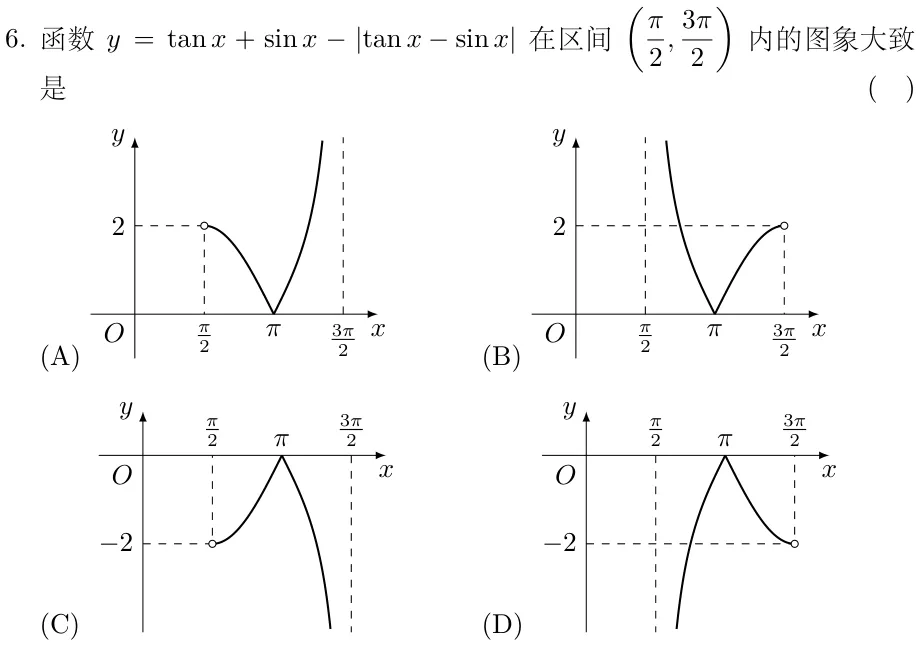 6. 函数 y = tan x + sin x − |tan x − sin x| 在区间 (π/2, 3π/2) 内的图象大致
是 ( )
y
2
O π/2 π 3π/2 x
(A)
y
2
O π/2 π 3π/2 x
(B)
y
π/2 π 3π/2
O x
−2
(C)
y
π/2 π 3π/2
O x
−2
(D)